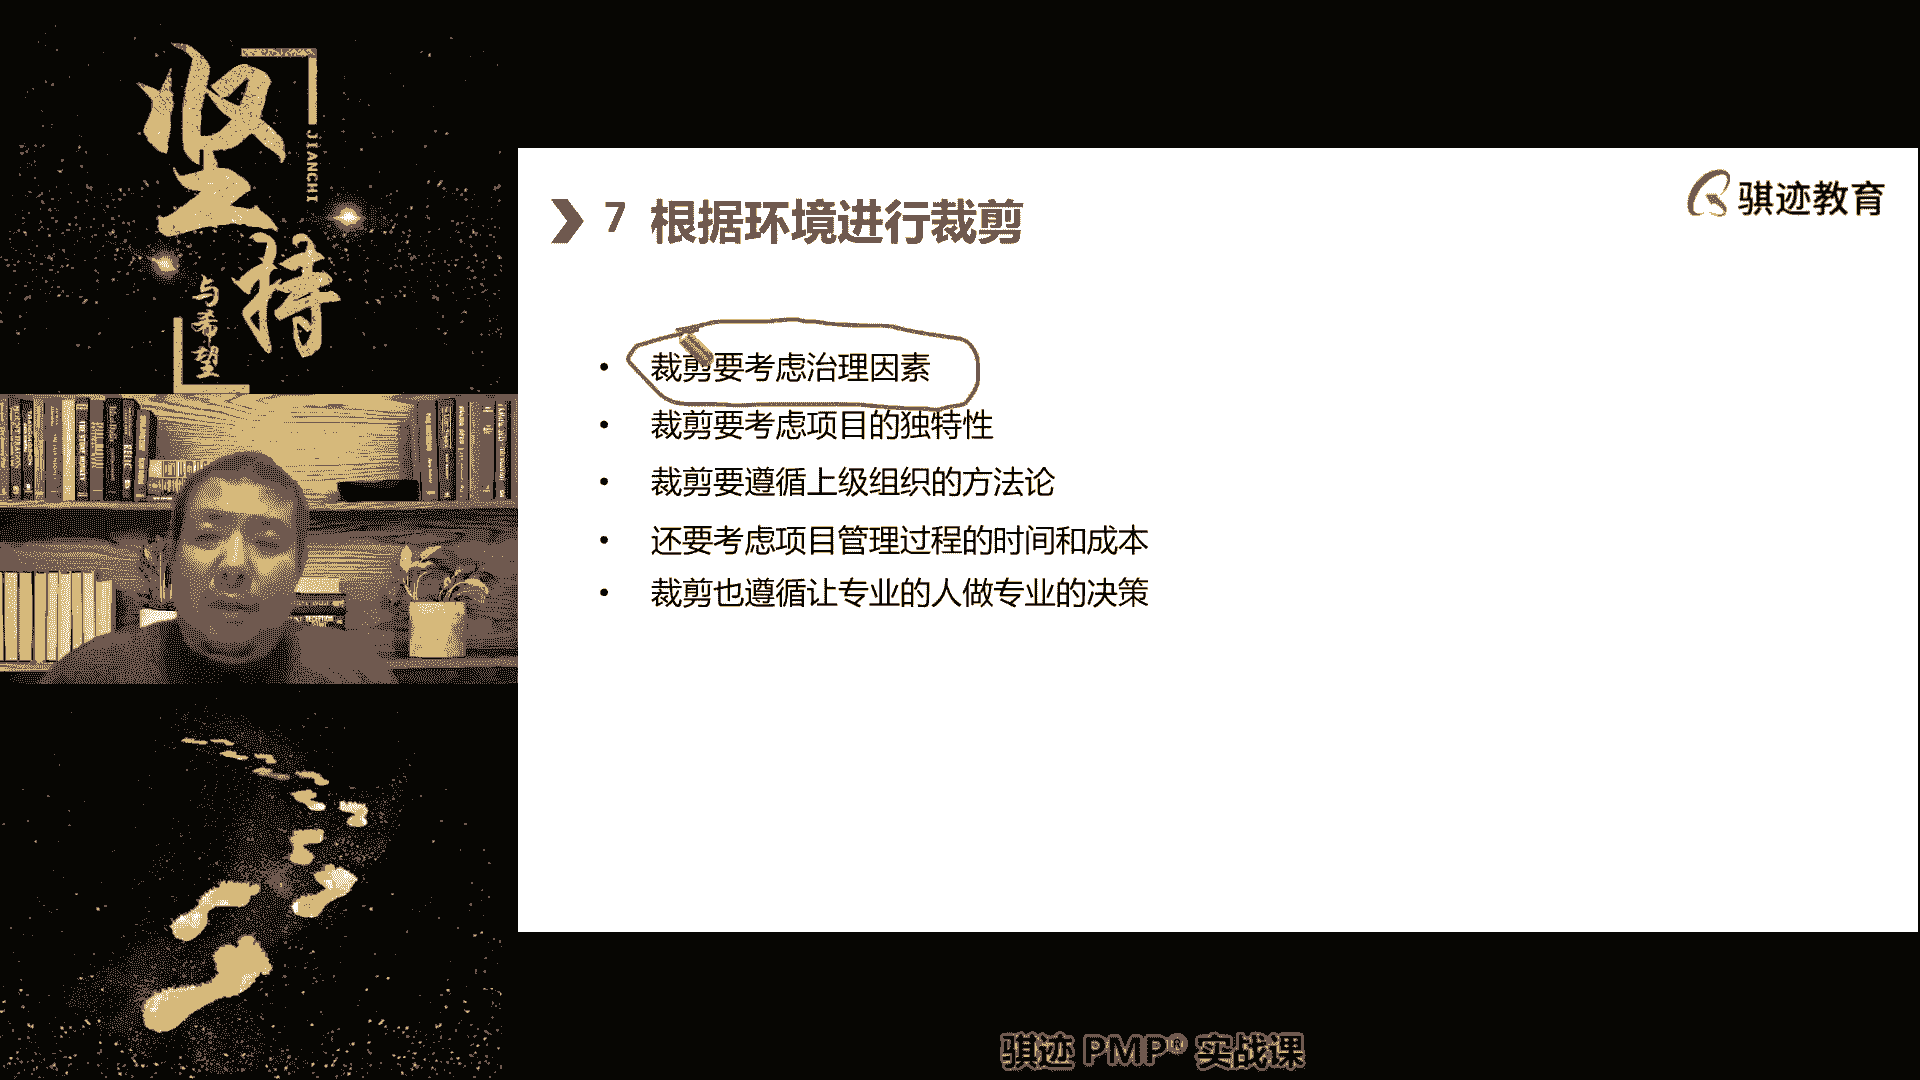 坚持
JIANCHI
与希望
骐迹教育
7 根据环境进行裁剪
• 裁剪要考虑治理因素
• 裁剪要考虑项目的独特性
• 裁剪要遵循上级组织的方法论
• 还要考虑项目管理过程的时间和成本
• 裁剪也遵循让专业的人做专业的决策
骐迹 PMP® 实战课